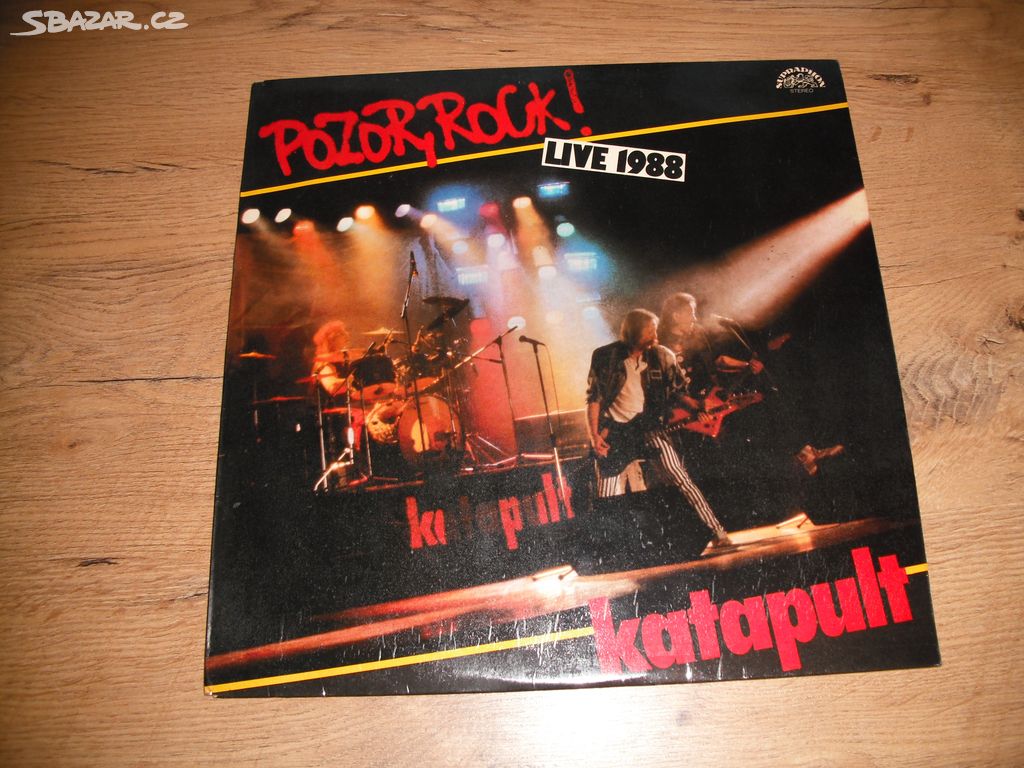 SBAZAR.CZ
SUPRAPHON
STEREO
POZOR, ROCK!
LIVE 1988
katapult
katapult